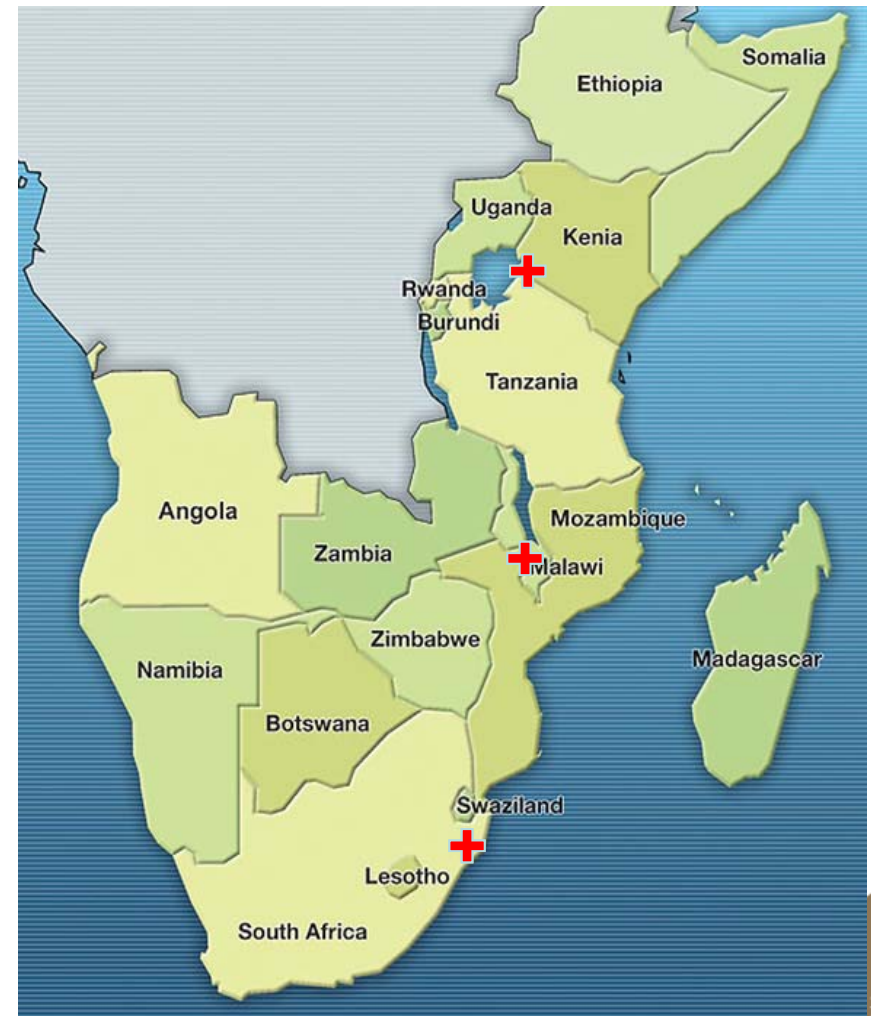 Somalia
Ethiopia
Uganda
Kenia
Rwanda
Burundi
Tanzania
Angola
Mozambique
Zambia
Malawi
Zimbabwe
Madagascar
Namibia
Botswana
Swaziland
Lesotho
South Africa